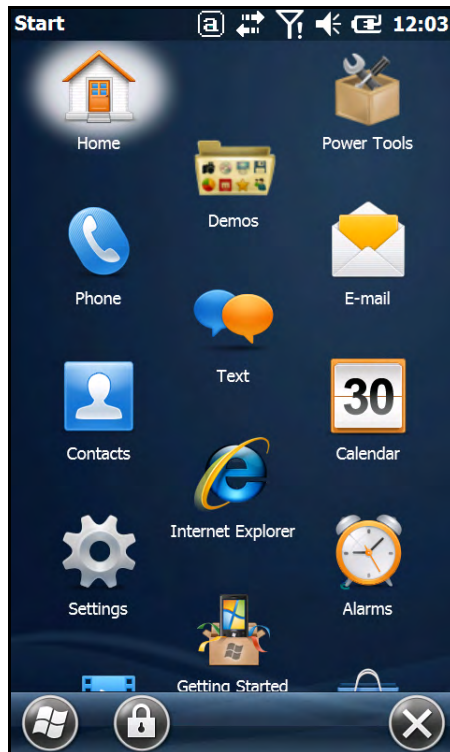 Start a 12:03
Home
Power Tools
Demos
Phone
E-mail
Text
30
Contacts
Calendar
Internet Explorer
Settings
Alarms
Getting Started